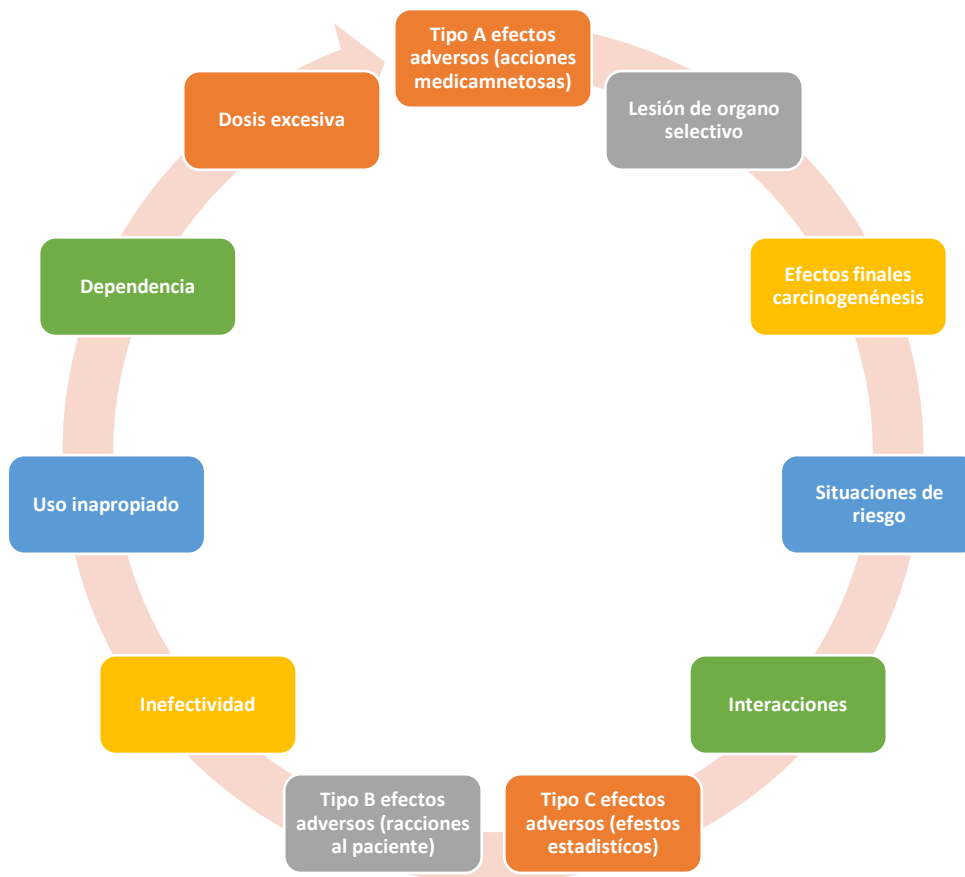 Tipo A efectos
adversos (acciones
medicamnetosas)
Lesión de organo
selectivo
Efectos finales
carcinogenénesis
Situaciones de
riesgo
Interacciones
Tipo C efectos
adversos (efestos
estadistícos)
Tipo B efectos
adversos (racciones
al paciente)
Inefectividad
Uso inapropiado
Dependencia
Dosis excesiva